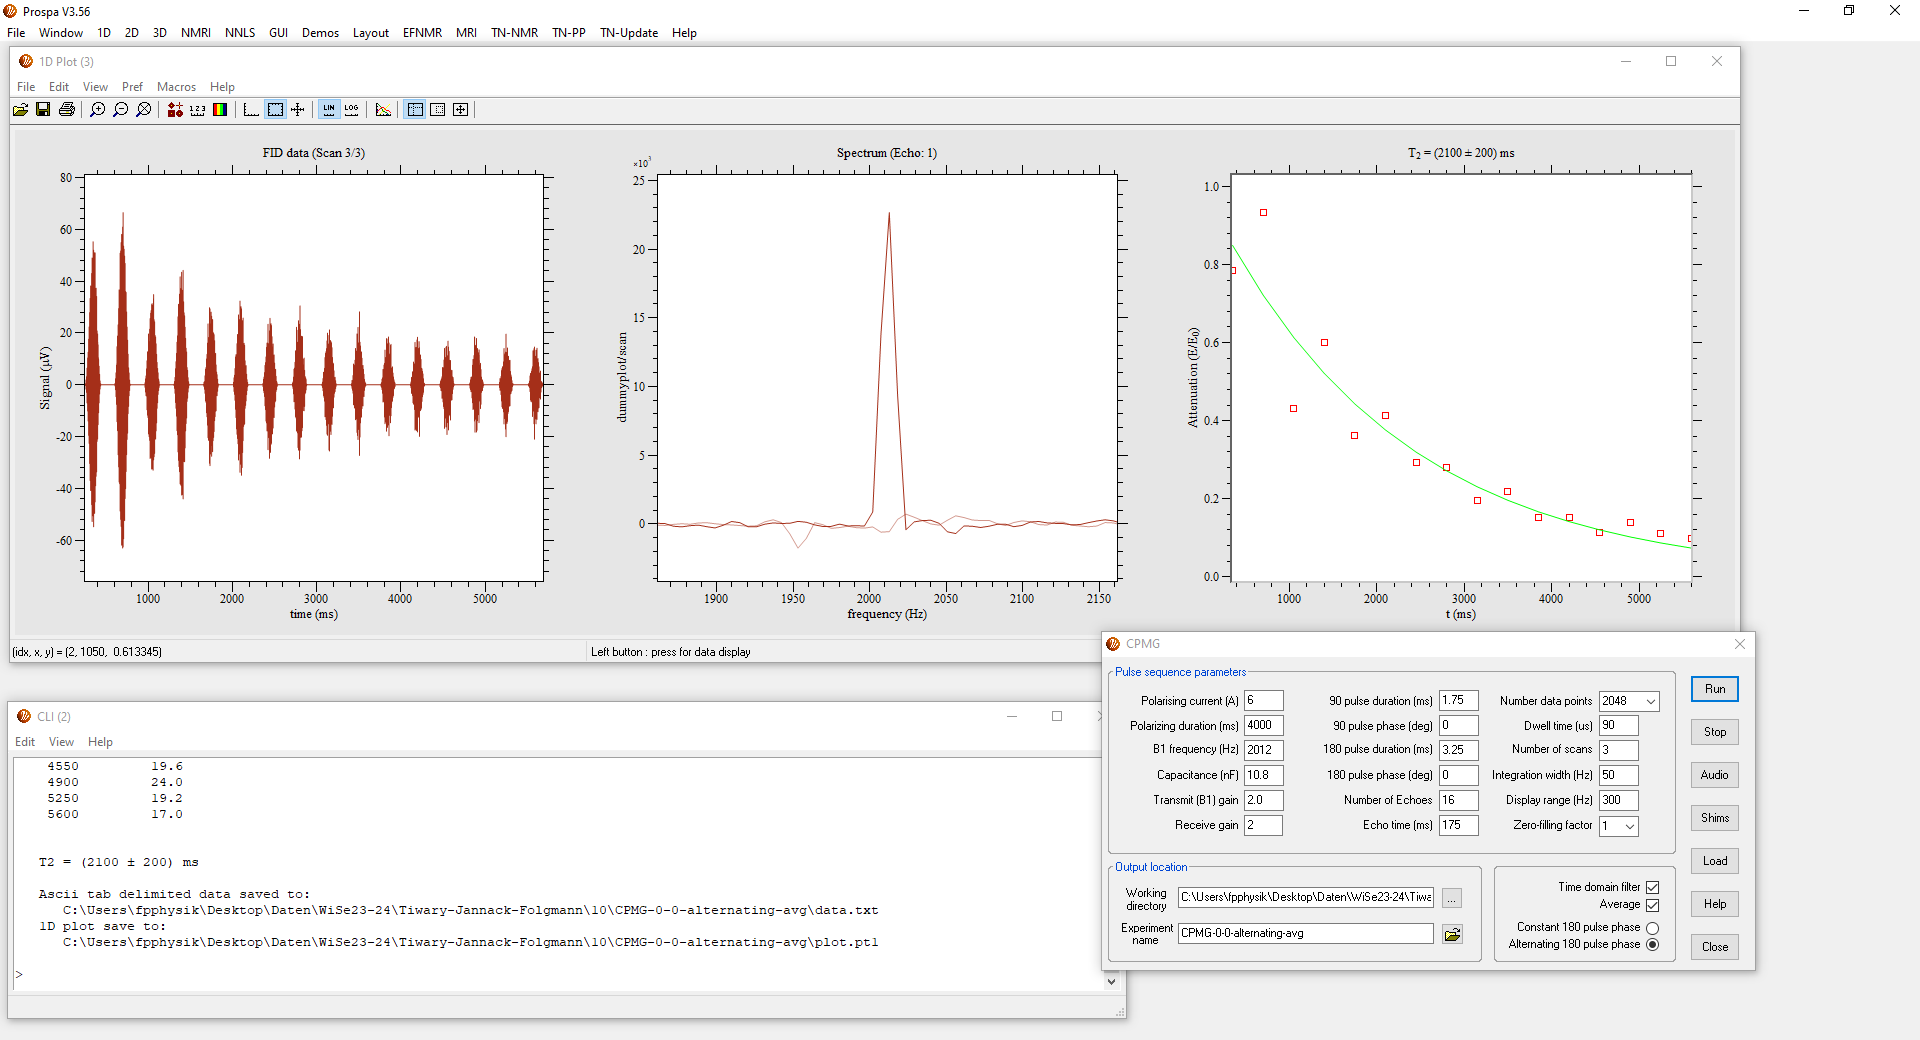 Prospa V3.56
File Window 1D 2D 3D NMRI NNLS GUI Demos Layout EFNMR MRI TN-NMR TN-PP TN-Update Help
1D Plot (3)
File Edit View Pref Macros Help
1 2 3 LIN LOG
FID data (Scan 3/3)
80
60
40
20
0
-20
-40
-60
Signal (µV)
1000 2000 3000 4000 5000
time (ms)
Spectrum (Echo: 1)
×10³
25
20
15
10
5
0
dummyplot/scan
1900 1950 2000 2050 2100 2150
frequency (Hz)
T₂ = (2100 ± 200) ms
1.0
0.8
0.6
0.4
0.2
0.0
Attenuation (E/E₀)
1000 2000 3000 4000 5000
t (ms)
(idx, x, y) = (2, 1050, 0.613345)
Left button : press for data display
CLI (2)
Edit View Help
4550 19.6
4900 24.0
5250 19.2
5600 17.0
T2 = (2100 ± 200) ms
Ascii tab delimited data saved to:
C:\Users\fpphysik\Desktop\Daten\WiSe23-24\Tiwary-Jannack-Folgmann\10\CPMG-0-0-alternating-avg\data.txt
1D plot save to:
C:\Users\fpphysik\Desktop\Daten\WiSe23-24\Tiwary-Jannack-Folgmann\10\CPMG-0-0-alternating-avg\plot.pt1
>
CPMG
Pulse sequence parameters
Polarising current (A) 6
Polarizing duration (ms) 4000
B1 frequency (Hz) 2012
Capacitance (nF) 10.8
Transmit (B1) gain 2.0
Receive gain 2
90 pulse duration (ms) 1.75
90 pulse phase (deg) 0
180 pulse duration (ms) 3.25
180 pulse phase (deg) 0
Number of Echoes 16
Echo time (ms) 175
Number data points 2048
Dwell time (us) 90
Number of scans 3
Integration width (Hz) 50
Display range (Hz) 300
Zero-filling factor 1
Run
Stop
Audio
Shims
Load
Help
Close
Output location
Working
directory
C:\Users\fpphysik\Desktop\Daten\WiSe23-24\Tiwa
...
Experiment
name
CPMG-0-0-alternating-avg
Time domain filter
Average
Constant 180 pulse phase
Alternating 180 pulse phase